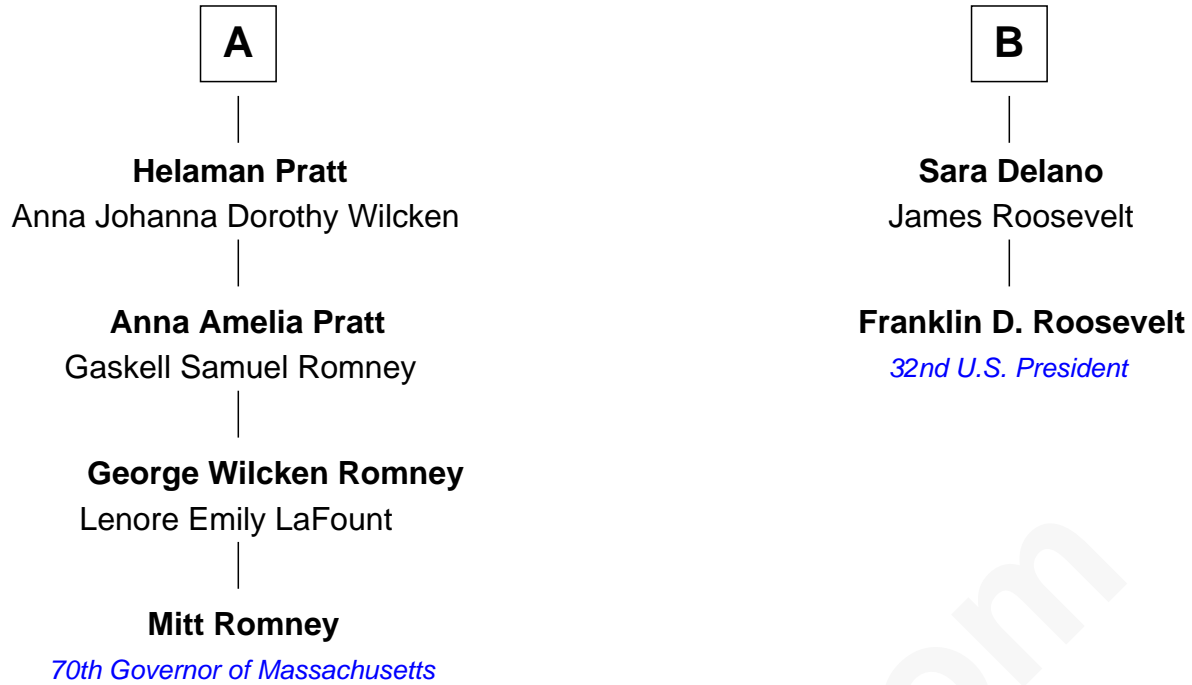 A
Helaman Pratt
Anna Johanna Dorothy Wilcken
Anna Amelia Pratt
Gaskell Samuel Romney
George Wilcken Romney
Lenore Emily LaFount
Mitt Romney
70th Governor of Massachusetts
B
Sara Delano
James Roosevelt
Franklin D. Roosevelt
32nd U.S. President
om